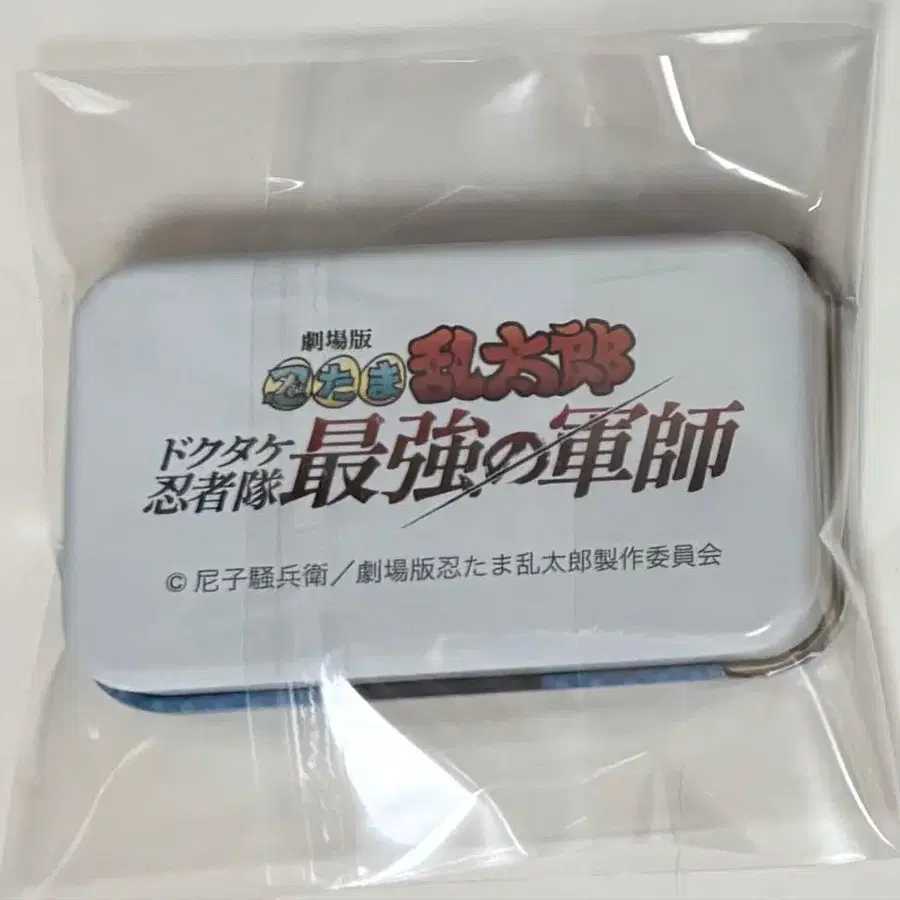 劇場版
忍たま乱太郎
ドクタケ
忍者隊
最強の軍師
© 尼子騒兵衛／劇場版忍たま乱太郎製作委員会